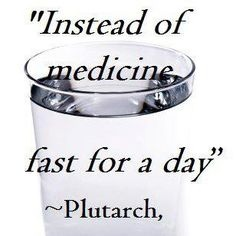 "Instead of
medicine
fast for a day”
~Plutarch,